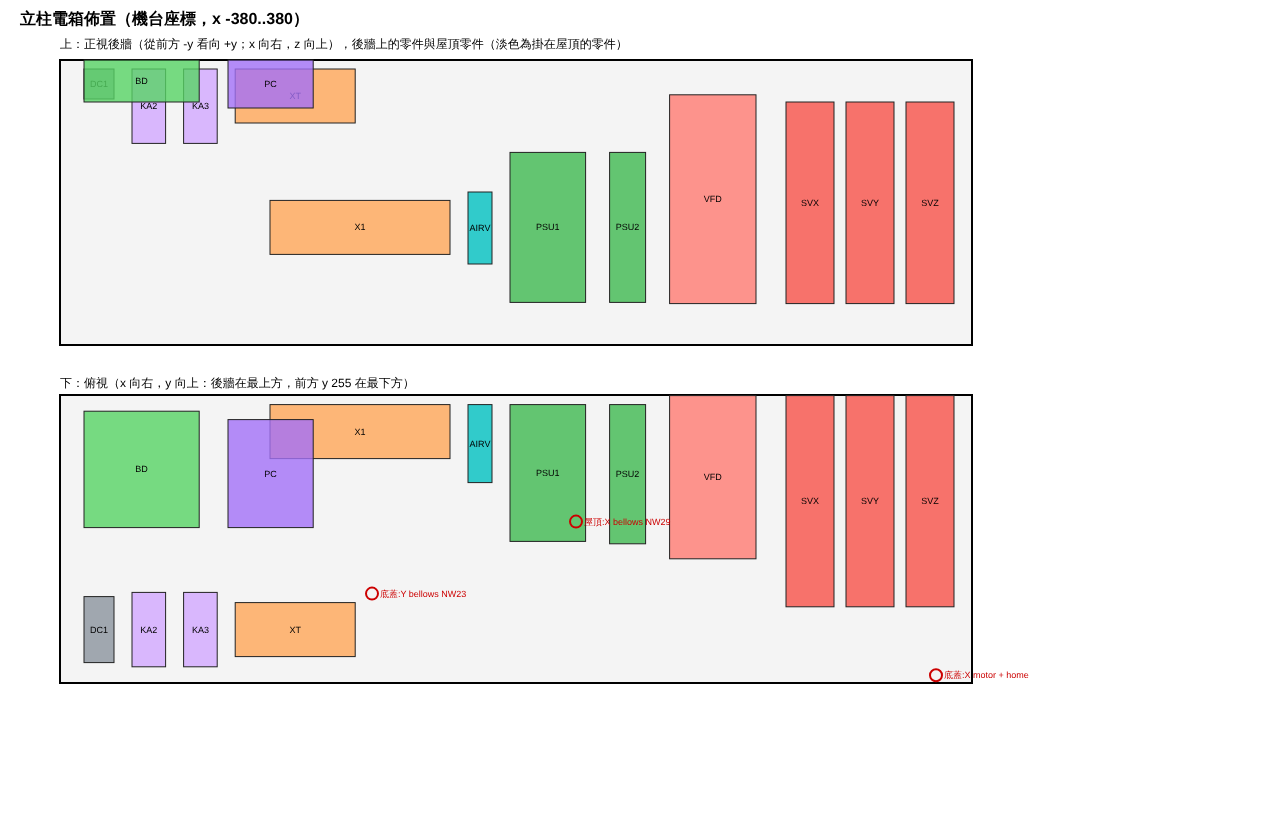 立柱電箱佈置（機台座標，x -380..380）
上：正視後牆（從前方 -y 看向 +y；x 向右，z 向上），後牆上的零件與屋頂零件（淡色為掛在屋頂的零件）
DC1 BD KA2 KA3 PC XT
X1 AIRV PSU1 PSU2 VFD SVX SVY SVZ
下：俯視（x 向右，y 向上：後牆在最上方，前方 y 255 在最下方）
BD PC X1 AIRV PSU1 PSU2 VFD SVX SVY SVZ
屋頂:X bellows NW29
底蓋:Y bellows NW23
DC1 KA2 KA3 XT
底蓋:X motor + home